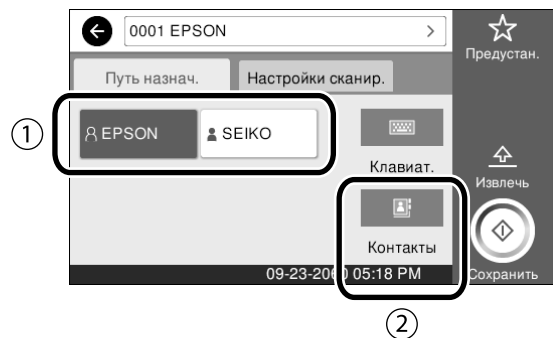 0001 EPSON
Предустан.
Путь назнач.
Настройки сканир.
1
EPSON
SEIKO
Клавиат.
Извлечь
Контакты
09-23-2060 05:18 PM
Сохранить
2